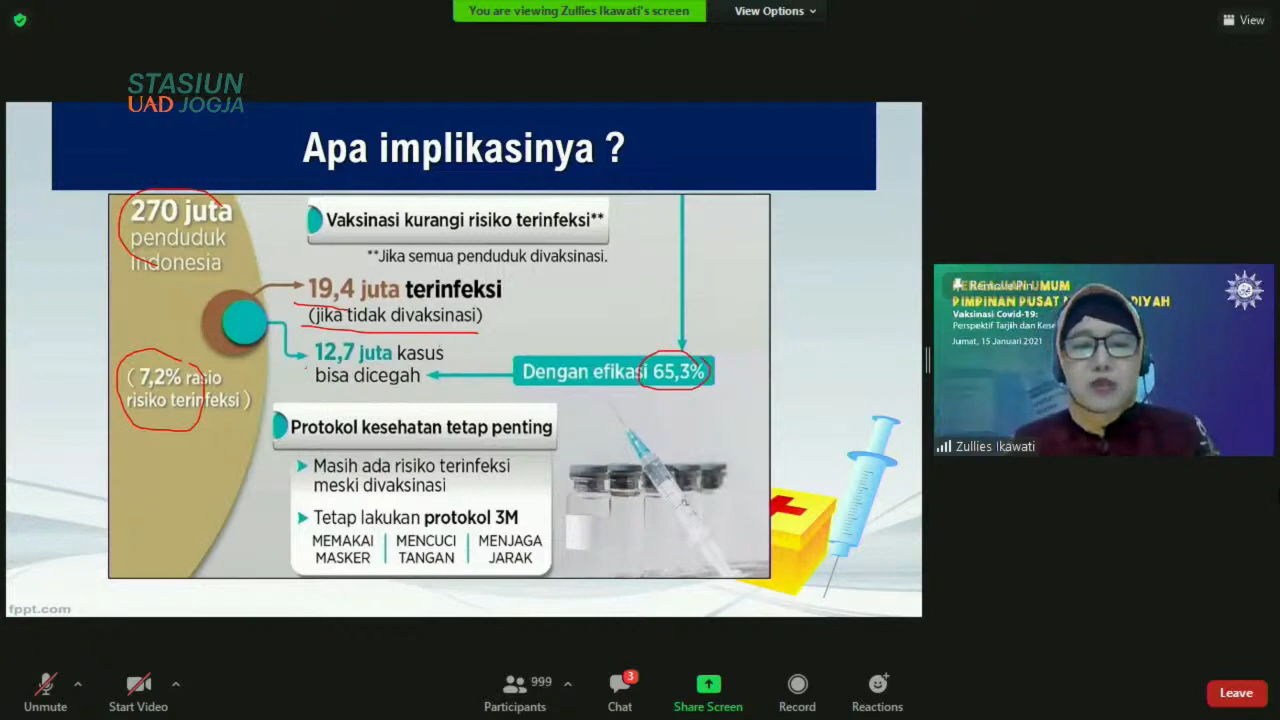 You are viewing Zullies Ikawati's screen
View Options
View
STASIUN
UAD JOGJA
Apa implikasinya ?
270 juta
penduduk
indonesia
Vaksinasi kurangi risiko terinfeksi**
**Jika semua penduduk divaksinasi.
19,4 juta terinfeksi
(jika tidak divaksinasi)
12,7 juta kasus
bisa dicegah
Dengan efikasi 65,3%
( 7,2% rasio
risiko terinfeksi )
Protokol kesehatan tetap penting
Masih ada risiko terinfeksi
meski divaksinasi
Tetap lakukan protokol 3M
MEMAKAI
MASKER
MENCUCI
TANGAN
MENJAGA
JARAK
fppt.com
UMUM
PIMPINAN PUSAT
Vaksinasi Covid-19:
Perspektif Tarjih dan
Jumat, 15 Januari 2021
Zullies Ikawati
Unmute
Start Video
999
Participants
3
Chat
Share Screen
Record
Reactions
Leave